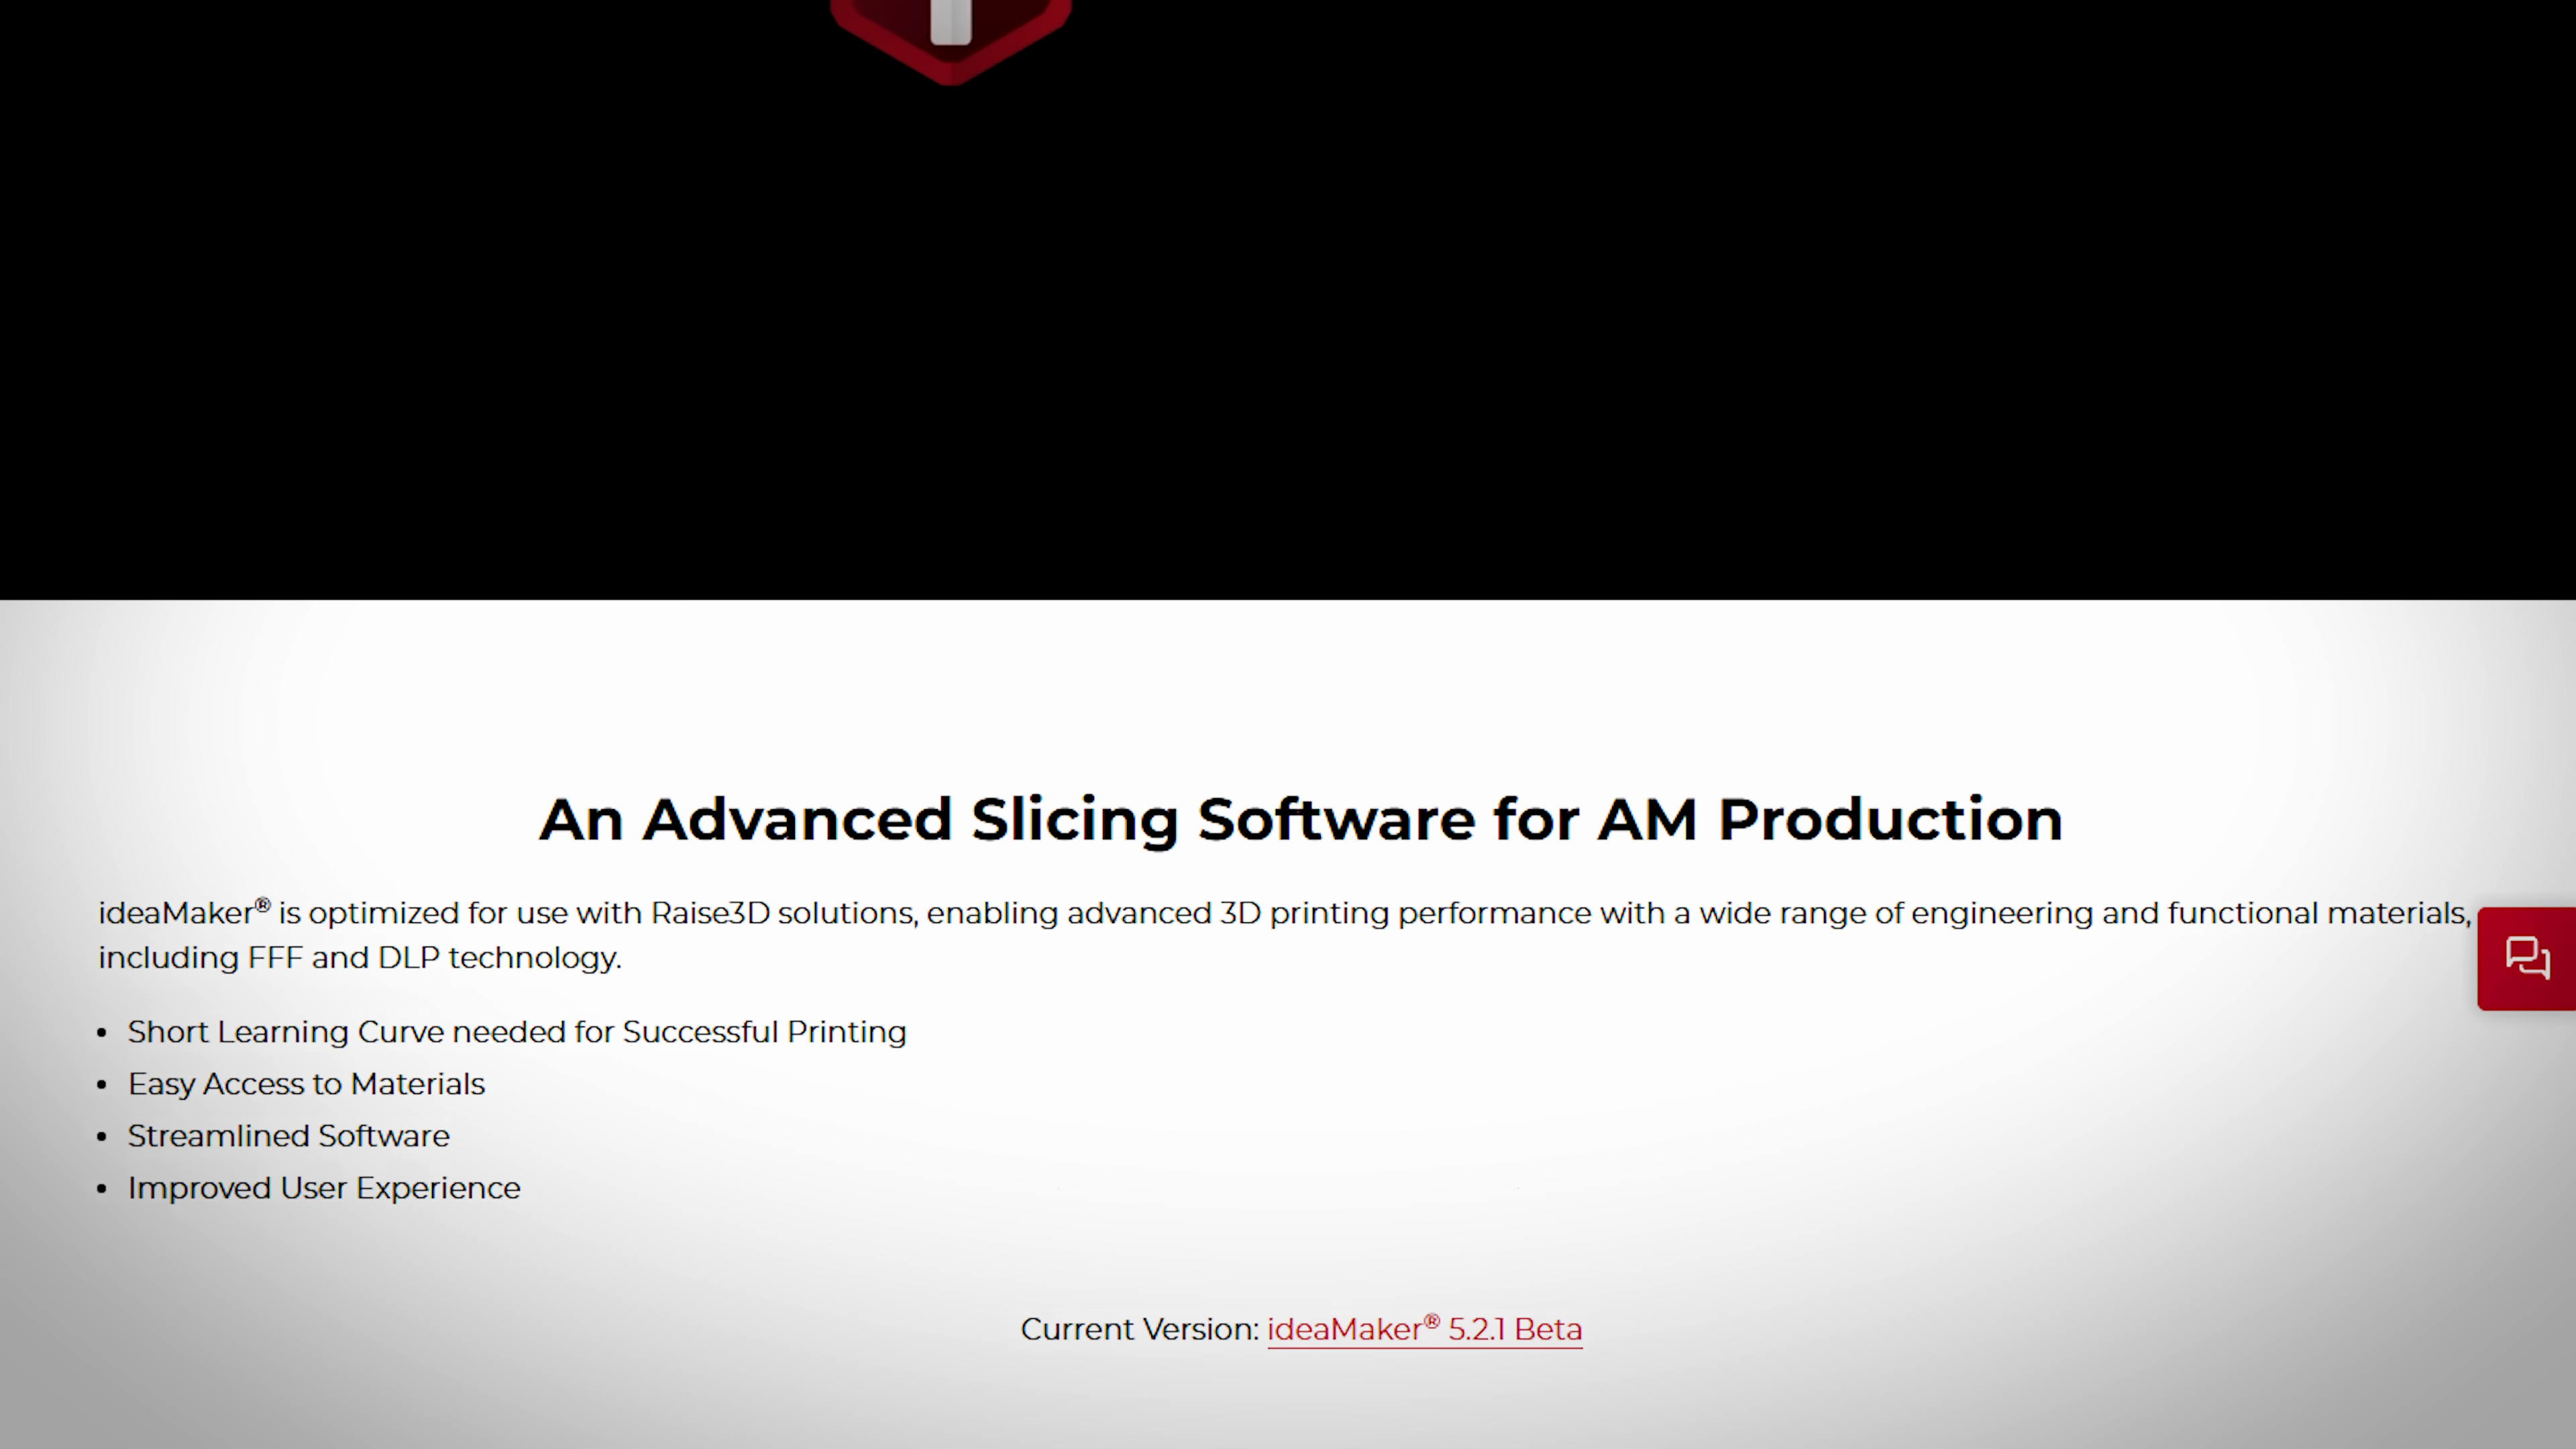 An Advanced Slicing Software for AM Production
ideaMaker® is optimized for use with Raise3D solutions, enabling advanced 3D printing performance with a wide range of engineering and functional materials,
including FFF and DLP technology.
• Short Learning Curve needed for Successful Printing
• Easy Access to Materials
• Streamlined Software
• Improved User Experience
Current Version: ideaMaker® 5.2.1 Beta